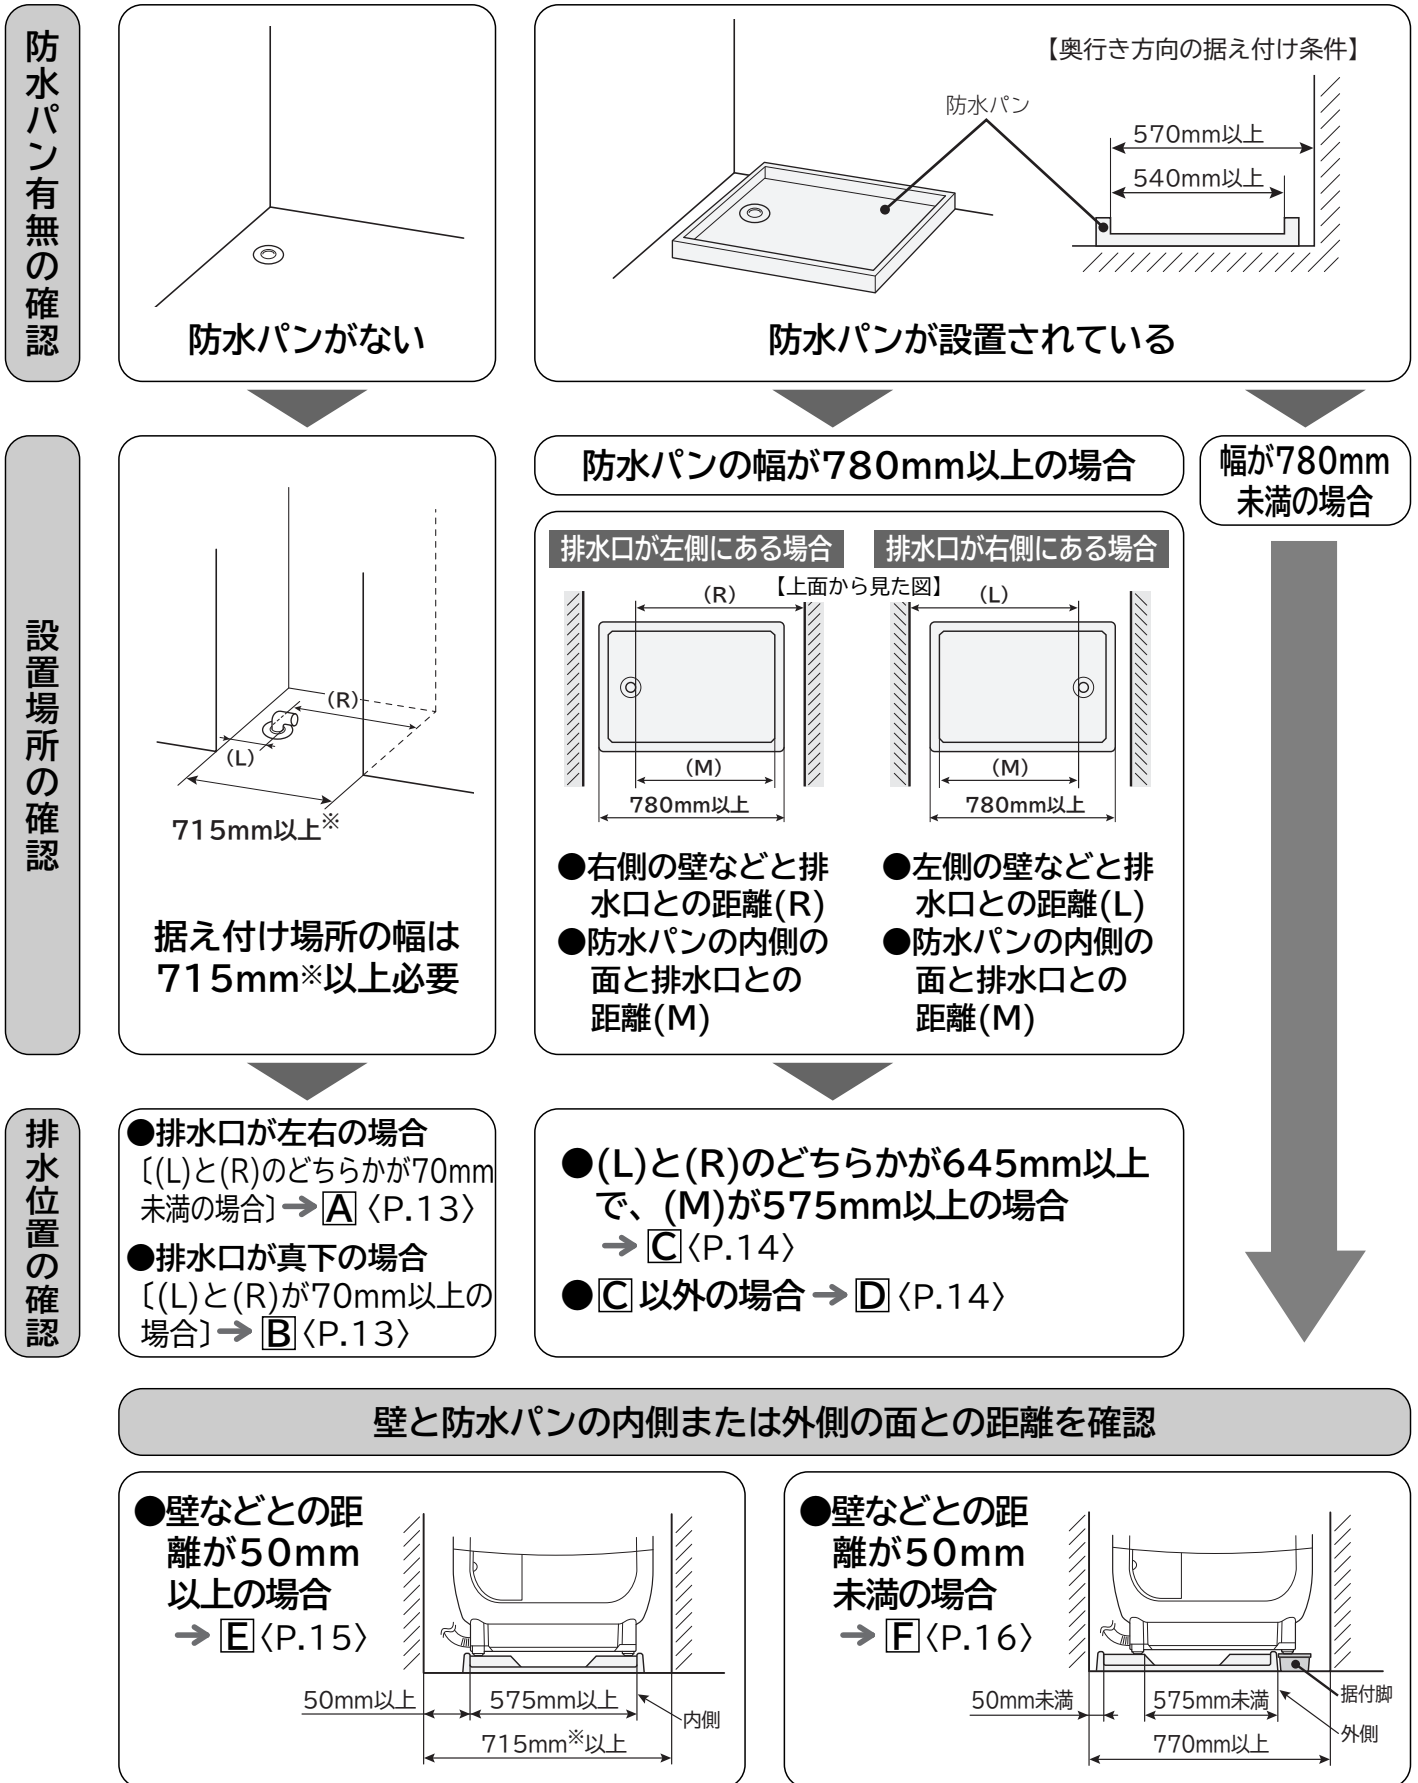 防水パン有無の確認
防水パンがない
【奥行き方向の据え付け条件】
防水パン
570mm以上
540mm以上
防水パンが設置されている
設置場所の確認
(R)
(L)
715mm以上※
据え付け場所の幅は
715mm※以上必要
防水パンの幅が780mm以上の場合
排水口が左側にある場合
排水口が右側にある場合
【上面から見た図】
(R)
(L)
(M)
(M)
780mm以上
780mm以上
●右側の壁などと排
水口との距離(R)
●防水パンの内側の
面と排水口との
距離(M)
●左側の壁などと排
水口との距離(L)
●防水パンの内側の
面と排水口との
距離(M)
幅が780mm
未満の場合
排水位置の確認
●排水口が左右の場合
〔(L)と(R)のどちらかが70mm
未満の場合〕→A〈P.13〉
●排水口が真下の場合
〔(L)と(R)が70mm以上の
場合〕→B〈P.13〉
●(L)と(R)のどちらかが645mm以上
で、(M)が575mm以上の場合
→C〈P.14〉
●C以外の場合→D〈P.14〉
壁と防水パンの内側または外側の面との距離を確認
●壁などとの距
離が50mm
以上の場合
→E〈P.15〉
50mm以上
575mm以上
内側
715mm※以上
●壁などとの距
離が50mm
未満の場合
→F〈P.16〉
50mm未満
575mm未満
据付脚
外側
770mm以上